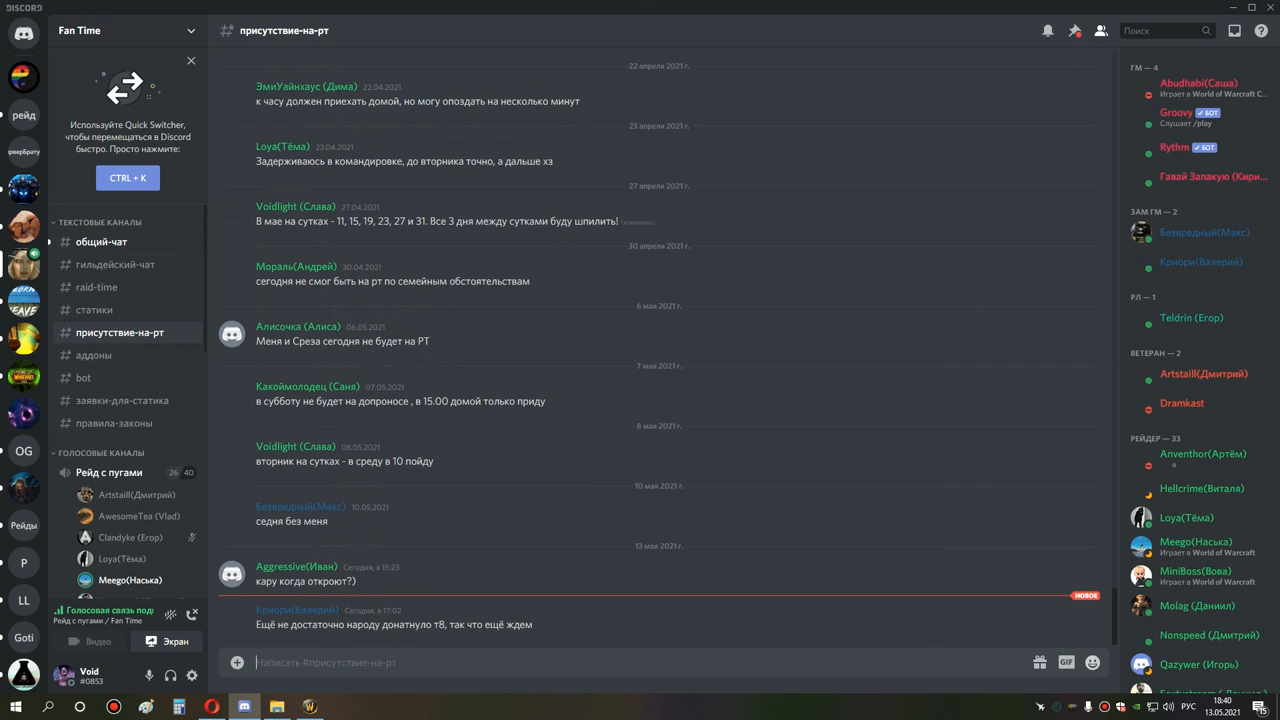 DISCORD
Fan Time
Используйте Quick Switcher,
чтобы перемещаться в Discord
быстро. Просто нажмите:
CTRL + K
ТЕКСТОВЫЕ КАНАЛЫ
общий-чат
гильдейский-чат
raid-time
статики
присутствие-на-рт
аддоны
bot
заявки-для-статика
правила-законы
ГОЛОСОВЫЕ КАНАЛЫ
Рейд с пугами 26 40
Artstaill(Дмитрий)
AwesomeTea (Vlad)
Clandyke (Егор)
Loya(Тёма)
Meego(Наська)
Голосовая связь под
Рейд с пугами / Fan Time
Видео
Экран
Void
#0853
рейд
рверБрату
OG
Рейды
P
LL
Goti
присутствие-на-рт
Поиск
22 апреля 2021 г.
ЭмиУайнхаус (Дима) 22.04.2021
к часу должен приехать домой, но могу опоздать на несколько минут
23 апреля 2021 г.
Loya(Тёма) 23.04.2021
Задерживаюсь в командировке, до вторника точно, а дальше хз
27 апреля 2021 г.
Voidlight (Слава) 27.04.2021
В мае на сутках - 11, 15, 19, 23, 27 и 31. Все 3 дня между сутками буду шпилить! (изменено)
30 апреля 2021 г.
Мораль(Андрей) 30.04.2021
сегодня не смог быть на рт по семейным обстоятельствам
6 мая 2021 г.
Алисочка (Алиса) 06.05.2021
Меня и Среза сегодня не будет на РТ
7 мая 2021 г.
Какоймолодец (Саня) 07.05.2021
в субботу не будет на допроносе , в 15.00 домой только приду
8 мая 2021 г.
Voidlight (Слава) 08.05.2021
вторник на сутках - в среду в 10 пойду
10 мая 2021 г.
Безвредный(Макс) 10.05.2021
седня без меня
13 мая 2021 г.
Aggressive(Иван) Сегодня, в 15:23
кару когда откроют?)
НОВОЕ
Криори(Валерий) Сегодня, в 17:02
Ещё не достаточно народу донатнуло т8, так что ещё ждем
Написать #присутствие-на-рт
GIF
ГМ — 4
Abudhabi(Саша)
Играет в World of Warcraft C...
Groovy БОТ
Слушает /play
Rythm БОТ
Гавай Запакую (Кири...
ЗАМ ГМ — 2
Безвредный(Макс)
Криори(Валерий)
РЛ — 1
Teldrin (Егор)
ВЕТЕРАН — 2
Artstaill(Дмитрий)
Dramkast
РЕЙДЕР — 33
Anventhor(Артём)
я
Hellcrime(Виталя)
Loya(Тёма)
Meego(Наська)
Играет в World of Warcraft
MiniBoss(Вова)
Играет в World of Warcraft
Molag (Даниил)
Nonspeed (Дмитрий)
Qazywer (Игорь)
РУС
18:40
13.05.2021
15